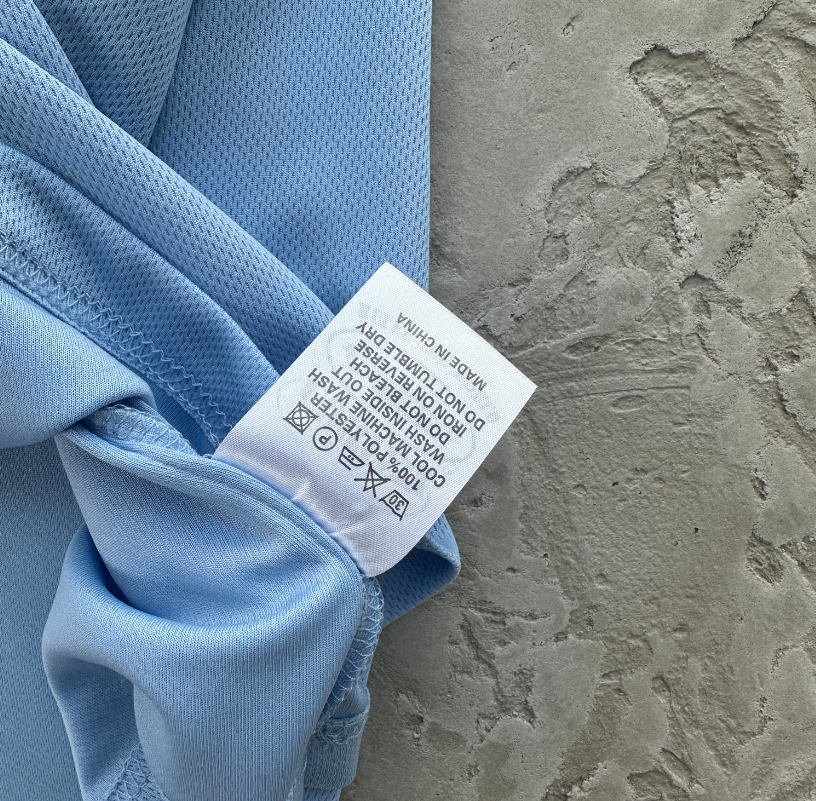 30 P
100% POLYESTER
COOL MACHINE WASH
WASH INSIDE OUT
DO NOT BLEACH
IRON ON REVERSE
DO NOT TUMBLE DRY
MADE IN CHINA